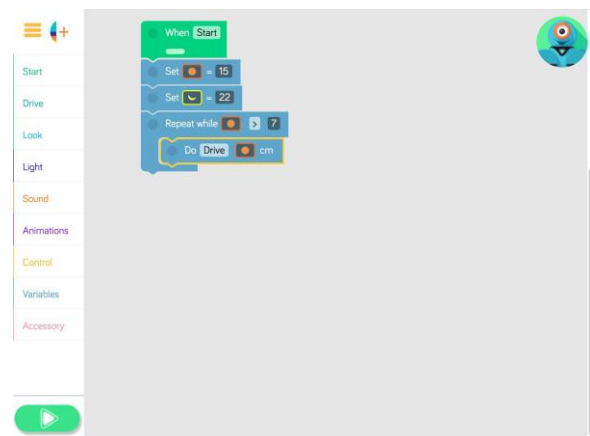 Start
Drive
Look
Light
Sound
Animations
Control
Variables
Accessory
When Start
Set = 15
Set = 22
Repeat while > 7
Do Drive cm